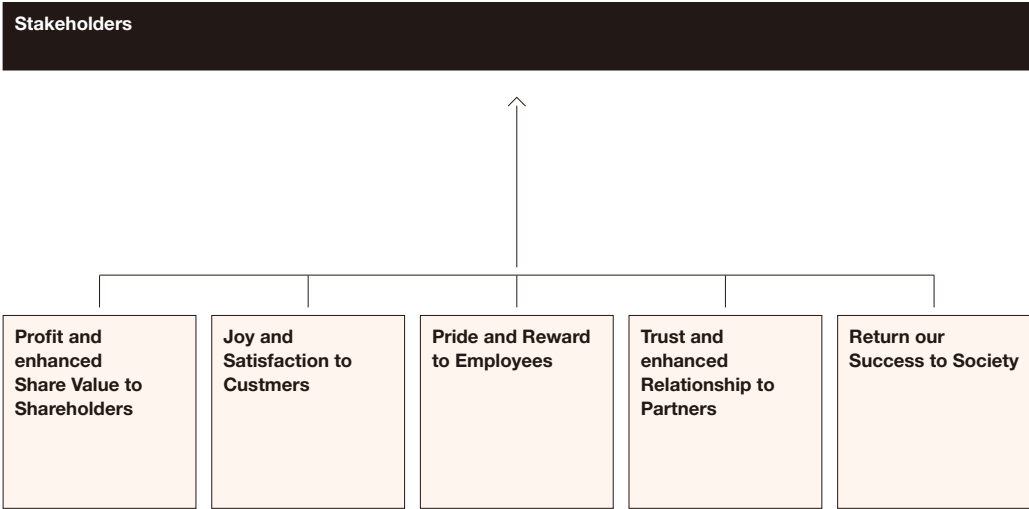 Stakeholders
Profit and
enhanced
Share Value to
Shareholders
Joy and
Satisfaction to
Custmers
Pride and Reward
to Employees
Trust and
enhanced
Relationship to
Partners
Return our
Success to Society